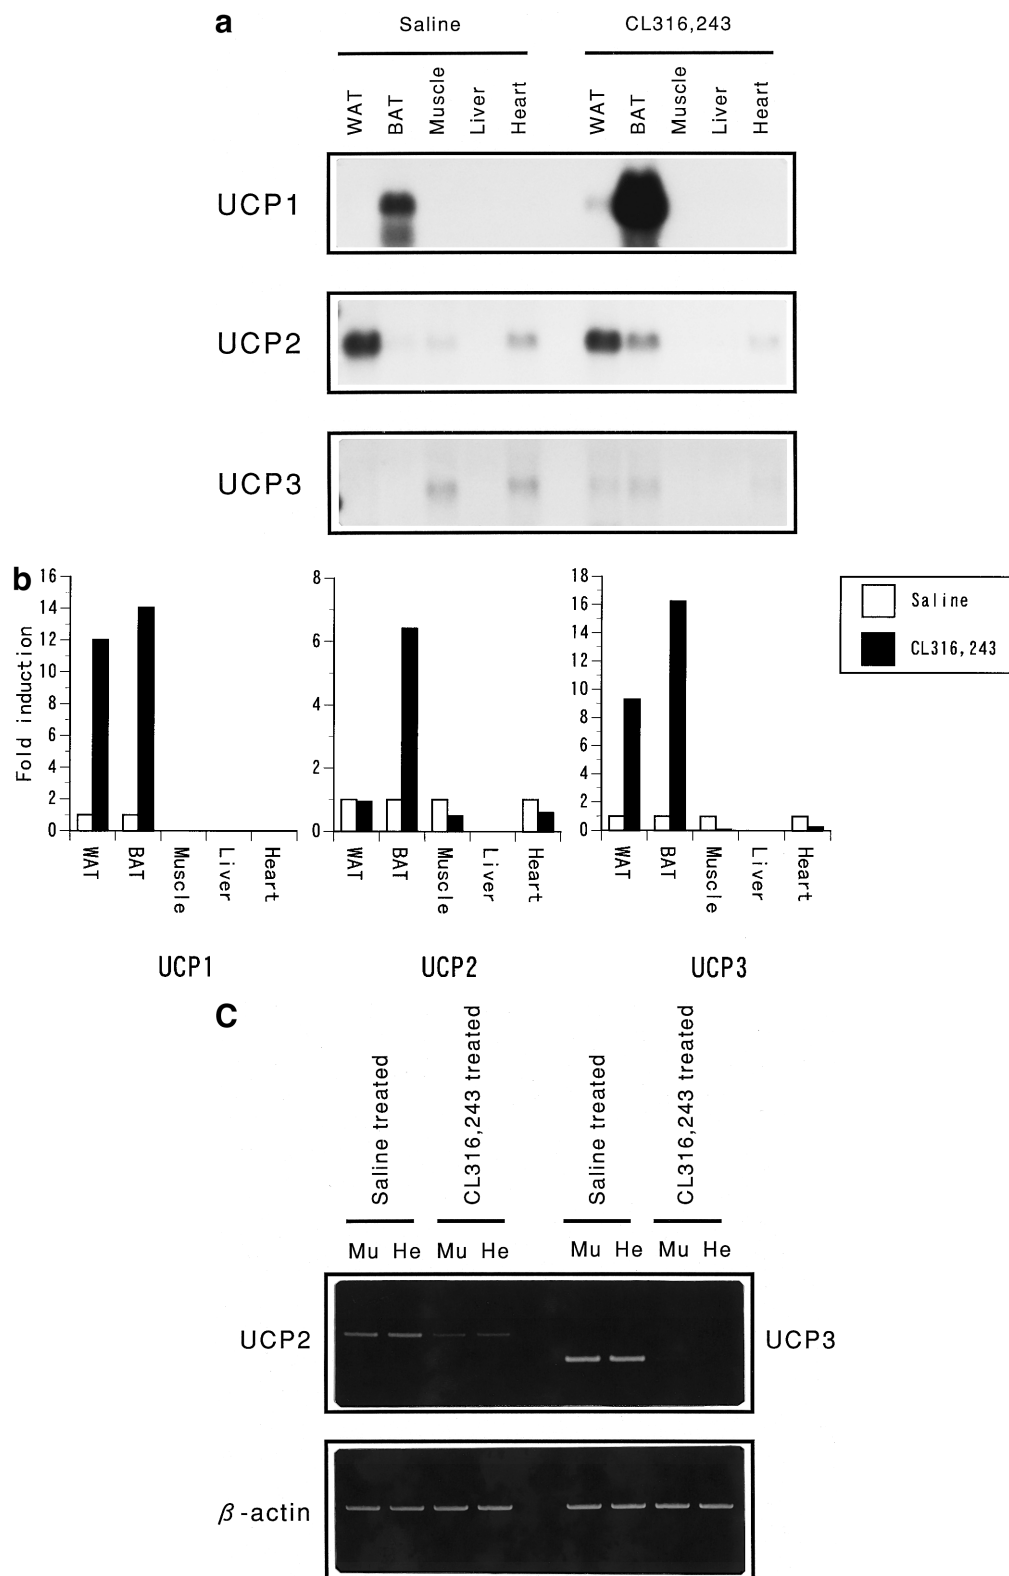 a
Saline CL316,243
WAT BAT Muscle Liver Heart WAT BAT Muscle Liver Heart
UCP1
UCP2
UCP3
b
Fold induction
16
14
12
10
8
6
4
2
0
WAT BAT Muscle Liver Heart
UCP1
8
6
4
2
0
WAT BAT Muscle Liver Heart
UCP2
18
16
14
12
10
8
6
4
2
0
WAT BAT Muscle Liver Heart
UCP3
Saline
CL316,243
C
Saline treated CL316,243 treated Saline treated CL316,243 treated
Mu He Mu He Mu He Mu He
UCP2 UCP3
β-actin